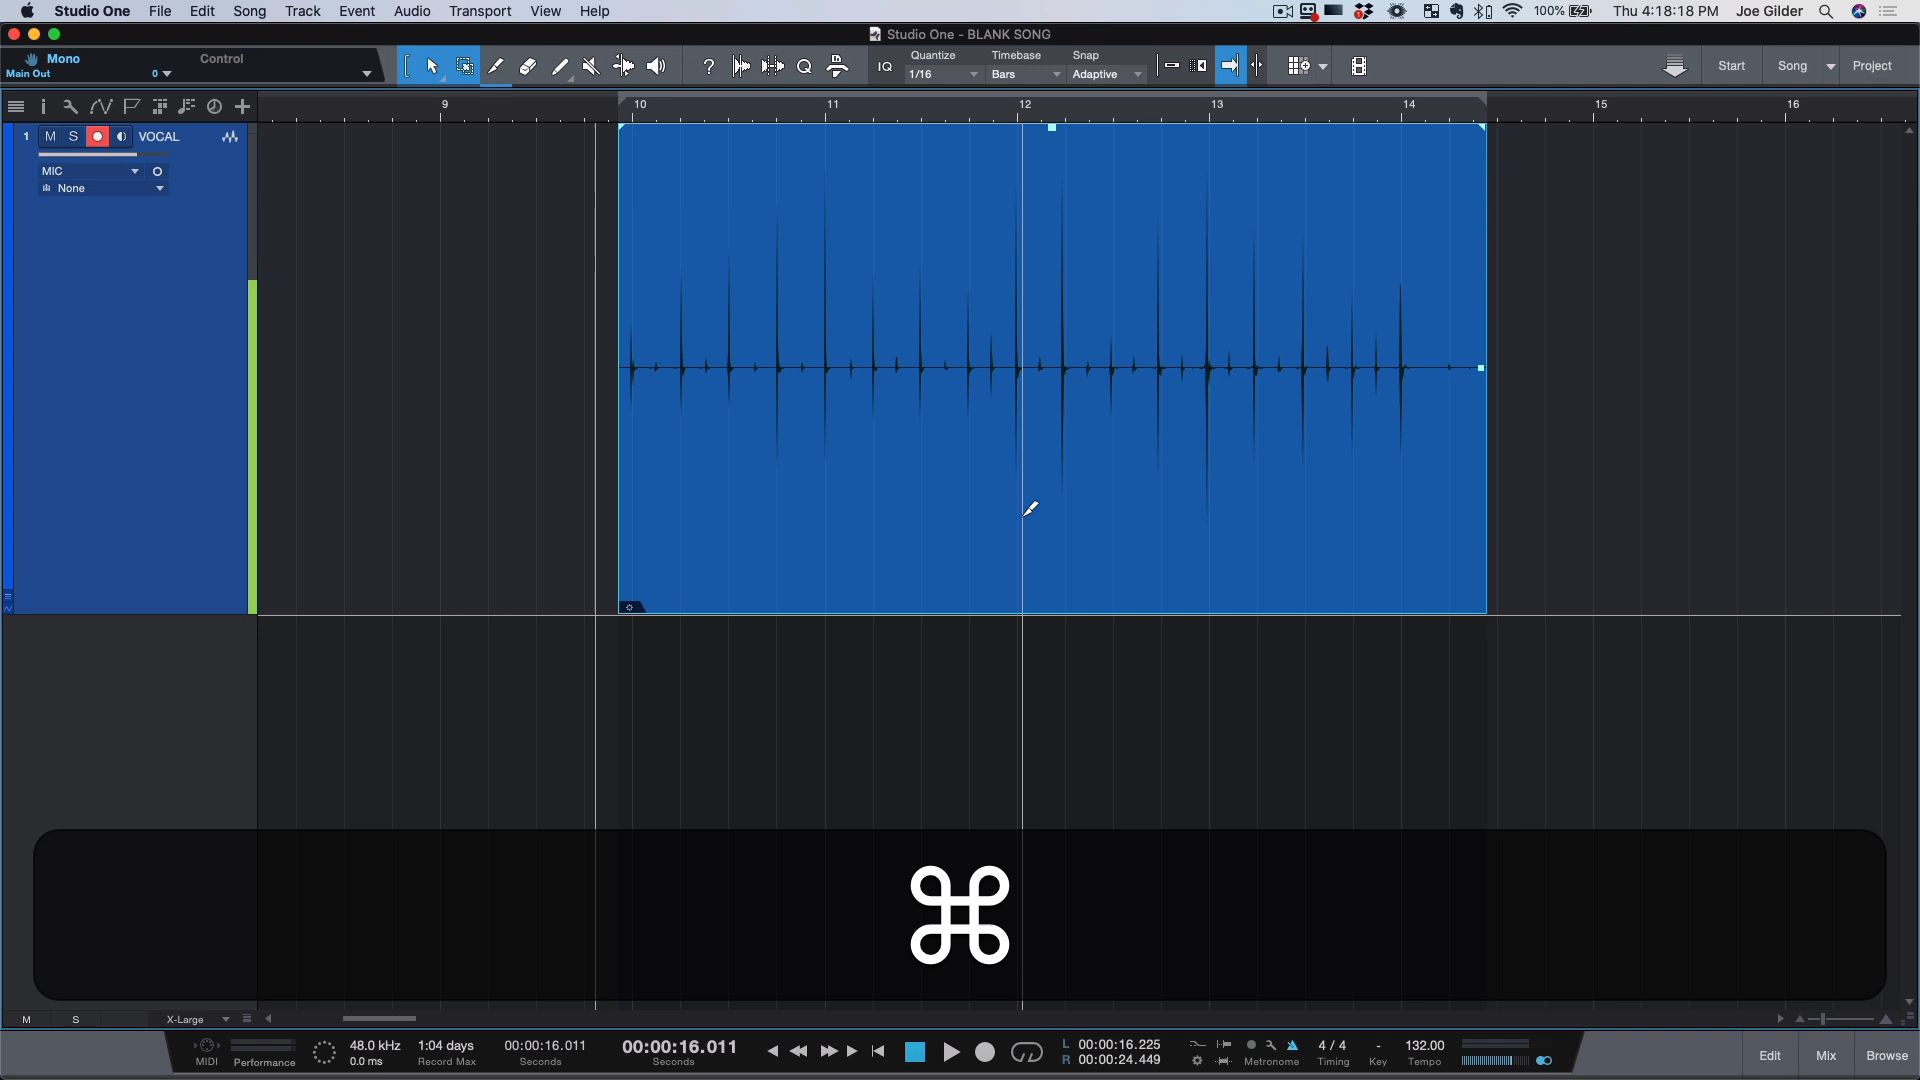 Studio One File Edit Song Track Event Audio Transport View Help
100% Thu 4:18:18 PM Joe Gilder
Studio One - BLANK SONG
Mono
Control
Main Out
0
IQ
Quantize
1/16
Timebase
Bars
Snap
Adaptive
Start
Song
Project
9 10 11 12 13 14 15 16
1 M S VOCAL
MIC
None
⌘
M S X-Large
MIDI
Performance
48.0 kHz
0.0 ms
1:04 days
Record Max
00:00:16.011
Seconds
00:00:16.011
Seconds
L 00:00:16.225
R 00:00:24.449
Metronome
4 / 4
Timing
-
Key
132.00
Tempo
Edit
Mix
Browse